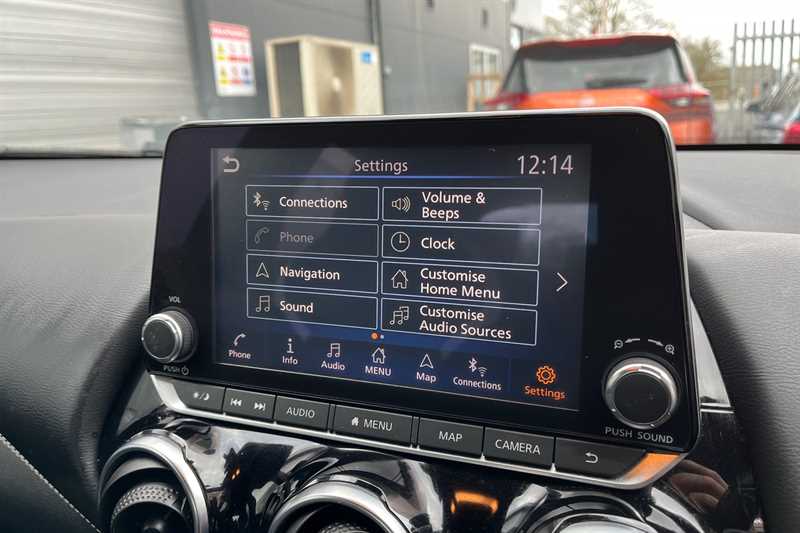 Settings
12:14
Connections
Volume &
Beeps
Phone
Clock
Navigation
Customise
Home Menu
Sound
Customise
Audio Sources
Phone
Info
Audio
MENU
Map
Connections
Settings
VOL
PUSH
PUSH SOUND
AUDIO
MENU
MAP
CAMERA